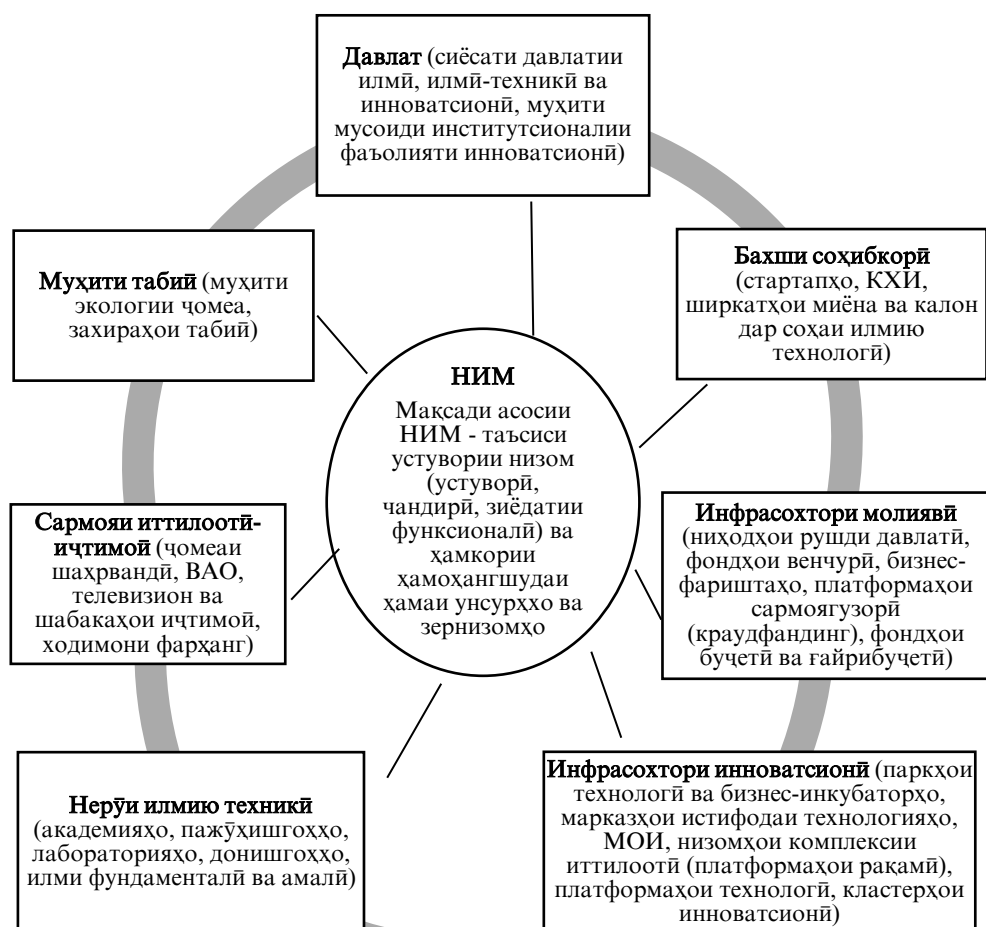 Давлат (сиёсати давлатии
илмӣ, илмӣ-техникӣ ва
инноватсионӣ, муҳити
мусоиди институтсионалии
фаъолияти инноватсионӣ)
Муҳити табиӣ (муҳити
экологии ҷомеа,
захираҳои табиӣ)
Бахши соҳибкорӣ
(стартапҳо, КХИ,
ширкатҳои миёна ва калон
дар соҳаи илмию
технологӣ)
НИМ
Мақсади асосии
НИМ - таъсиси
устувории низом
(устуворӣ,
чандирӣ, зиёдатии
функсионалӣ) ва
ҳамкории
ҳамоҳангшудаи
ҳамаи унсурҳхо ва
зернизомҳо
Сармояи иттилоотӣ-
иҷтимоӣ (ҷомеаи
шаҳрвандӣ, ВАО,
телевизион ва
шабакаҳои иҷтимоӣ,
ходимони фарҳанг)
Инфрасохтори молиявӣ
(ниҳодҳои рушди давлатӣ,
фондҳои венчурӣ, бизнес-
фариштаҳо, платформаҳои
сармоягузорӣ
(краудфандинг), фондҳои
буҷетӣ ва ғайрибуҷетӣ)
Нерӯи илмию техникӣ
(академияҳо, пажӯҳишгоҳҳо,
лабораторияҳо, донишгоҳҳо,
илми фундаменталӣ ва амалӣ)
Инфрасохтори инноватсионӣ (паркҳои
технологӣ ва бизнес-инкубаторҳо,
марказҳои истифодаи технологияҳо,
МОИ, низомҳои комплексии
иттилоотӣ (платформаҳои рақамӣ),
платформаҳои технологӣ, кластерҳои
инноватсионӣ)